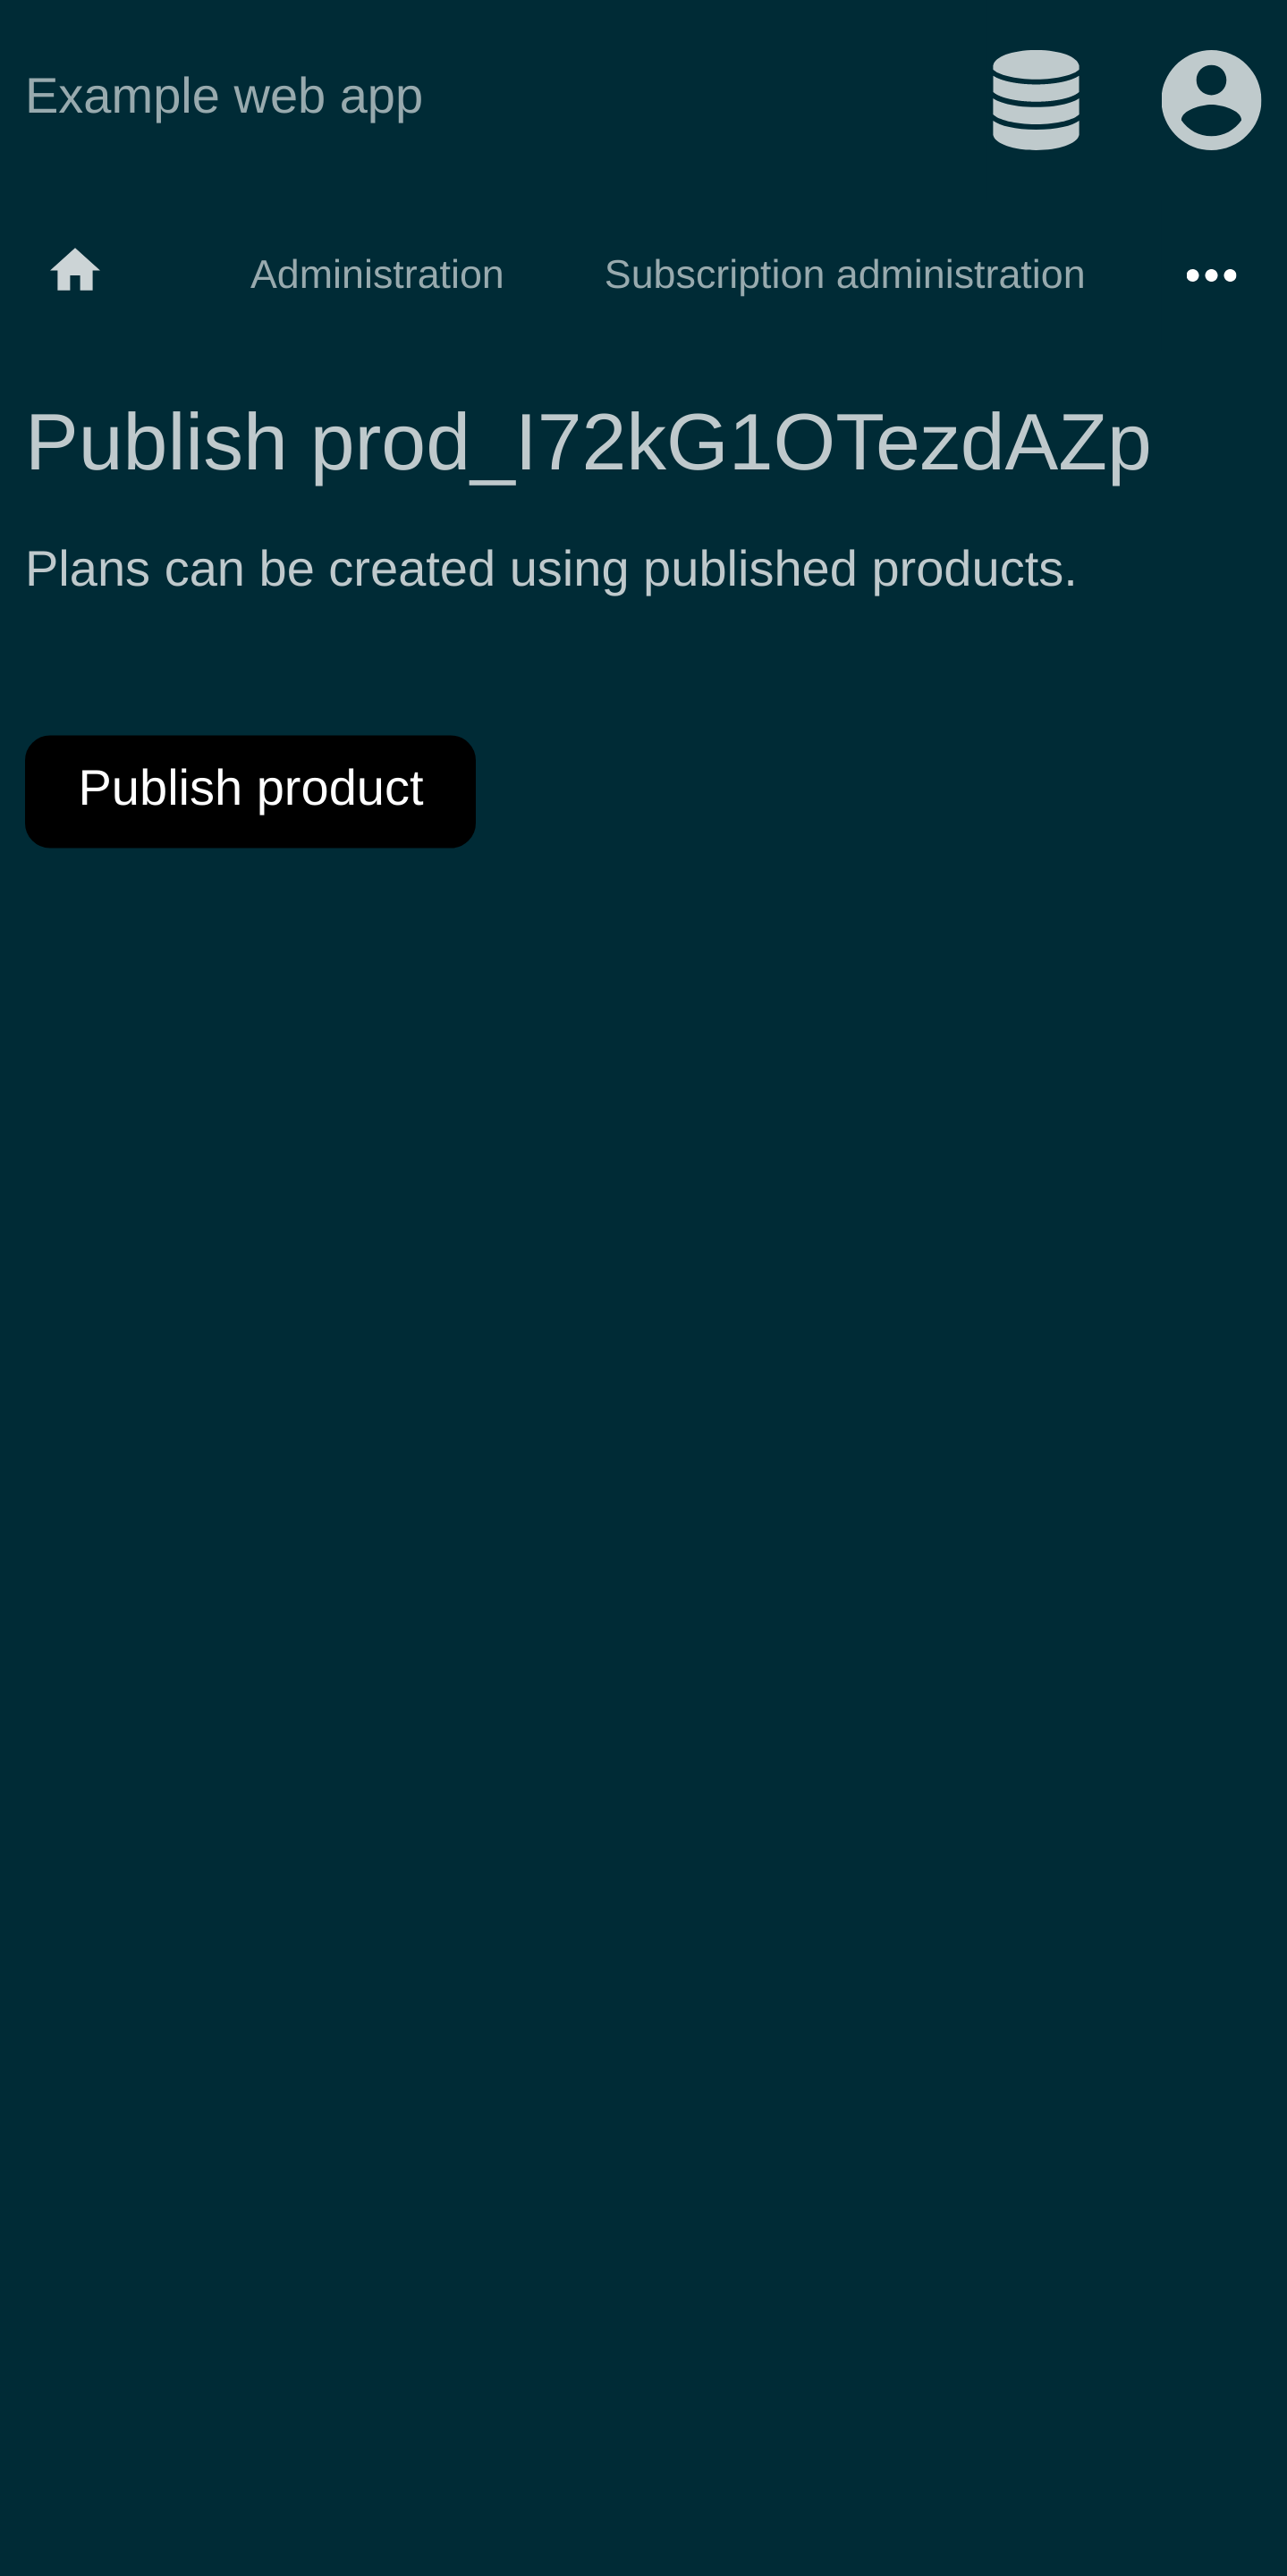 Example web app
Administration Subscription administration
Publish prod_I72kG1OTezdAZp
Plans can be created using published products.
Publish product